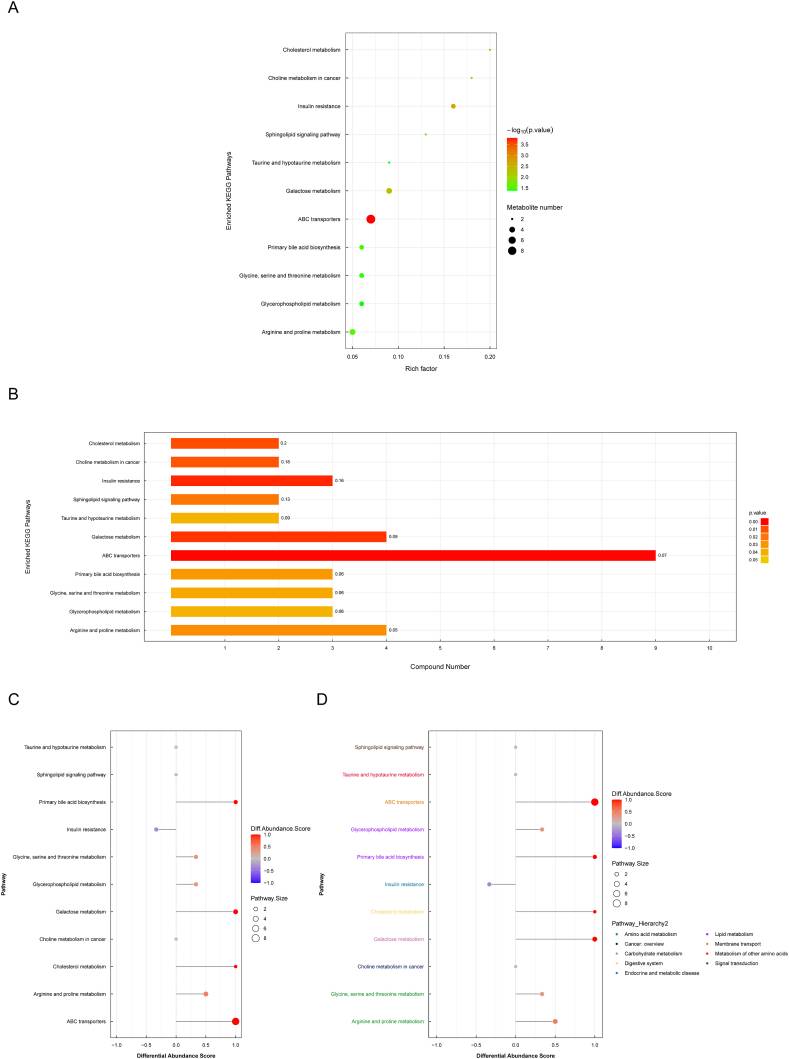 A
Cholesterol metabolism
Choline metabolism in cancer
Insulin resistance
Sphingolipid signaling pathway
Taurine and hypotaurine metabolism
Galactose metabolism
ABC transporters
Primary bile acid biosynthesis
Glycine, serine and threonine metabolism
Glycerophospholipid metabolism
Arginine and proline metabolism
Enriched KEGG Pathways
0.05 0.10 0.15 0.20
Rich factor
−log10(p.value)
3.5
3.0
2.5
2.0
1.5
Metabolite number
2
4
6
8
B
Cholesterol metabolism 0.2
Choline metabolism in cancer 0.18
Insulin resistance 0.16
Sphingolipid signaling pathway 0.13
Taurine and hypotaurine metabolism 0.09
Galactose metabolism 0.09
ABC transporters 0.07
Primary bile acid biosynthesis 0.06
Glycine, serine and threonine metabolism 0.06
Glycerophospholipid metabolism 0.06
Arginine and proline metabolism 0.05
Enriched KEGG Pathways
1 2 3 4 5 6 7 8 9 10
Compound Number
p.value
0.00
0.01
0.02
0.03
0.04
0.05
C
Taurine and hypotaurine metabolism
Sphingolipid signaling pathway
Primary bile acid biosynthesis
Insulin resistance
Glycine, serine and threonine metabolism
Glycerophospholipid metabolism
Galactose metabolism
Choline metabolism in cancer
Cholesterol metabolism
Arginine and proline metabolism
ABC transporters
Pathway
−1.0 −0.5 0.0 0.5 1.0
Differential Abundance Score
Diff.Abundance.Score
1.0
0.5
0.0
−0.5
−1.0
Pathway.Size
2
4
6
8
D
Sphingolipid signaling pathway
Taurine and hypotaurine metabolism
ABC transporters
Glycerophospholipid metabolism
Primary bile acid biosynthesis
Insulin resistance
Cholesterol metabolism
Galactose metabolism
Choline metabolism in cancer
Glycine, serine and threonine metabolism
Arginine and proline metabolism
Pathway
−1.0 −0.5 0.0 0.5 1.0
Differential Abundance Score
Diff.Abundance.Score
1.0
0.5
0.0
−0.5
−1.0
Pathway.Size
2
4
6
8
Pathway_Hierarchy2
Amino acid metabolism
Cancer: overview
Carbohydrate metabolism
Digestive system
Endocrine and metabolic disease
Lipid metabolism
Membrane transport
Metabolism of other amino acids
Signal transduction